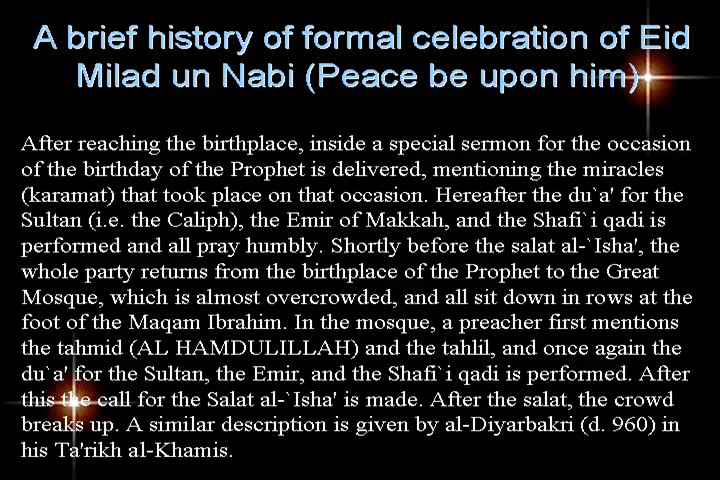 A brief history of formal celebration of Eid
Milad un Nabi (Peace be upon him)
After reaching the birthplace, inside a special sermon for the occasion
of the birthday of the Prophet is delivered, mentioning the miracles
(karamat) that took place on that occasion. Hereafter the du`a' for the
Sultan (i.e. the Caliph), the Emir of Makkah, and the Shafi`i qadi is
performed and all pray humbly. Shortly before the salat al-`Isha', the
whole party returns from the birthplace of the Prophet to the Great
Mosque, which is almost overcrowded, and all sit down in rows at the
foot of the Maqam Ibrahim. In the mosque, a preacher first mentions
the tahmid (AL HAMDULILLAH) and the tahlil, and once again the
du`a' for the Sultan, the Emir, and the Shafi`i qadi is performed. After
this the call for the Salat al-`Isha' is made. After the salat, the crowd
breaks up. A similar description is given by al-Diyarbakri (d. 960) in
his Ta'rikh al-Khamis.